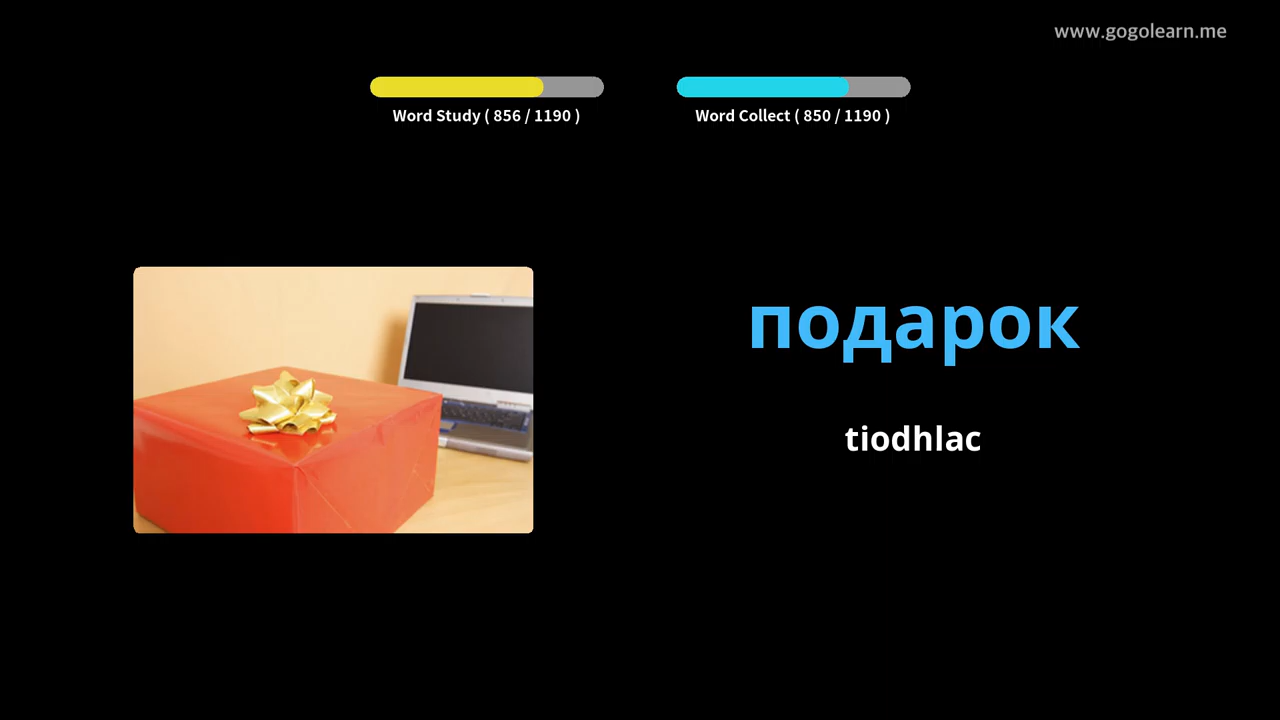 www.gogolearn.me
Word Study ( 856 / 1190 )
Word Collect ( 850 / 1190 )
подарок
tiodhlac